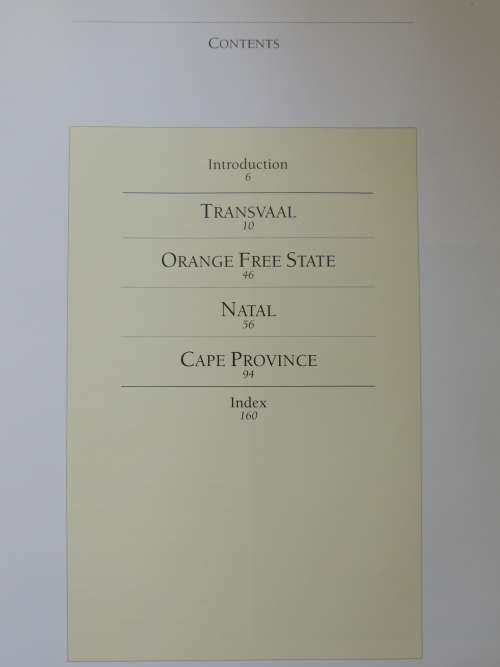 CONTENTS
Introduction
6
TRANSVAAL
10
ORANGE FREE STATE
46
NATAL
56
CAPE PROVINCE
94
Index
160